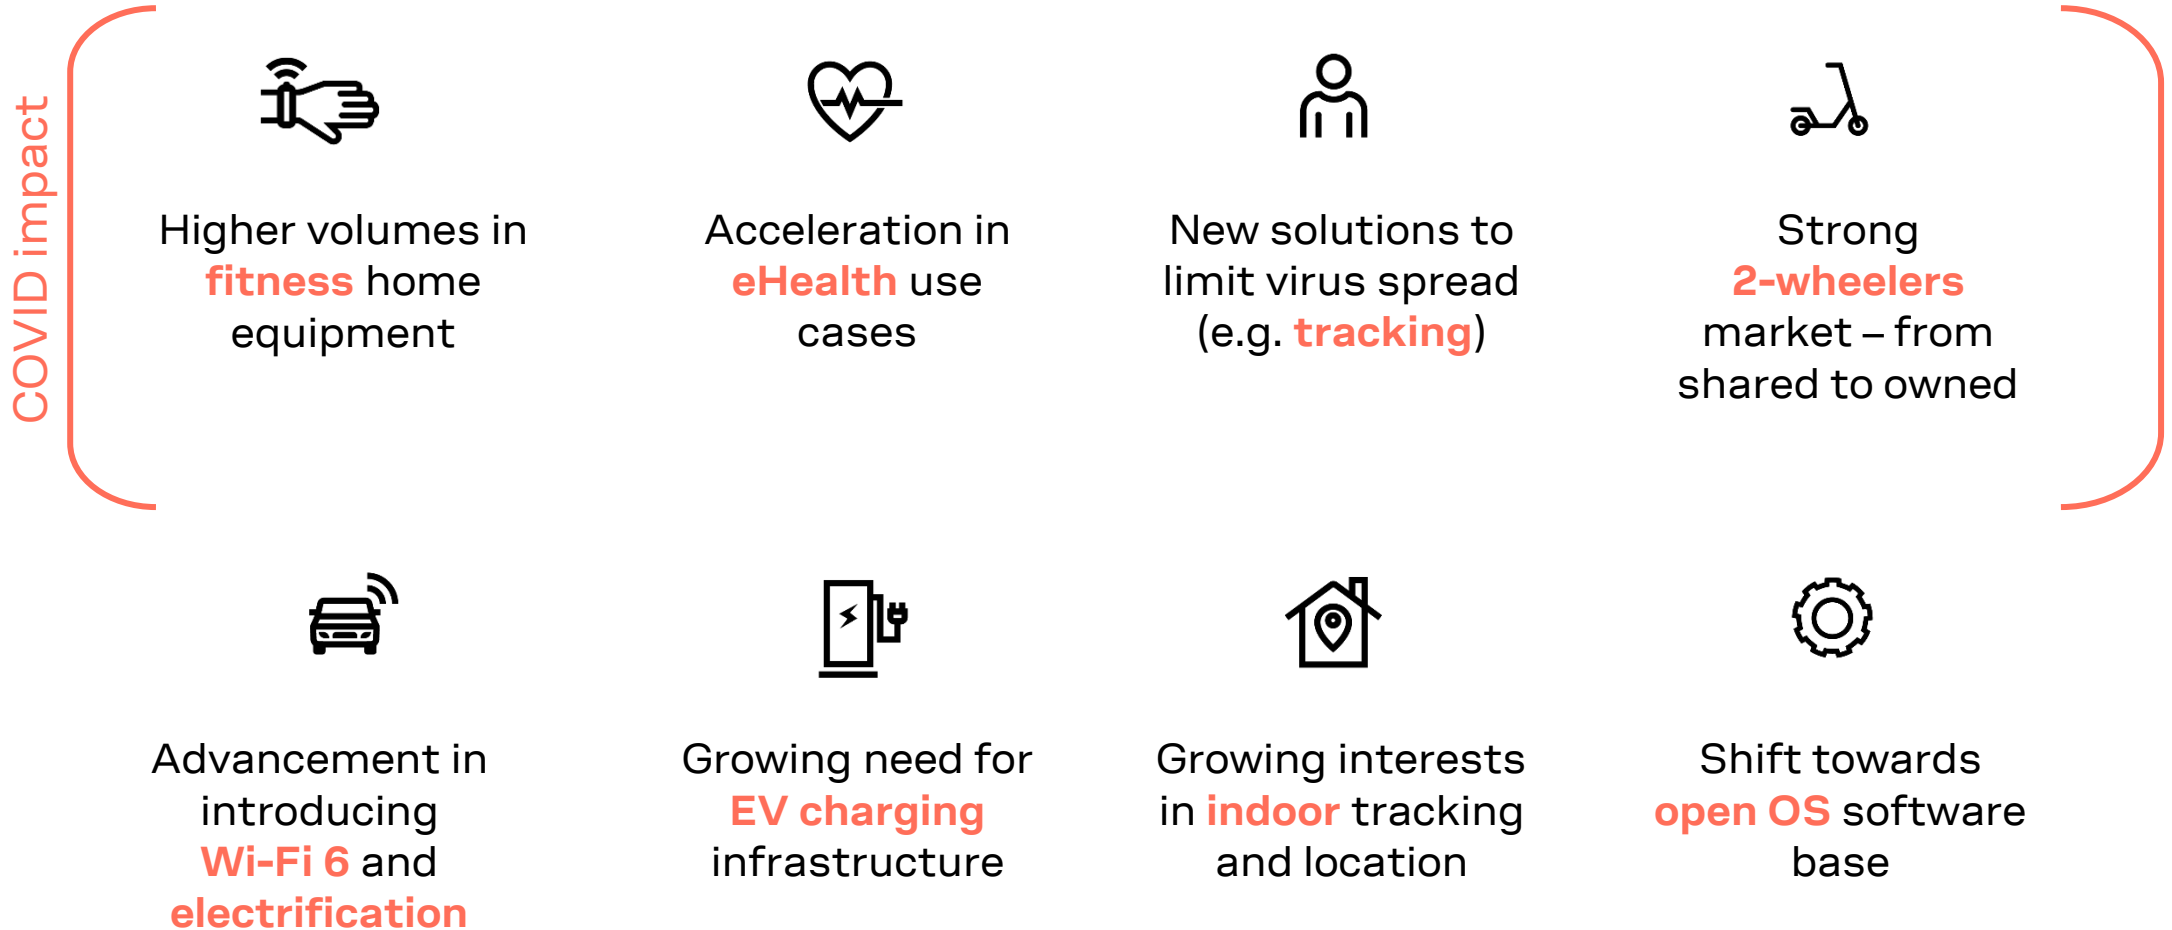 COVID impact
Higher volumes in
fitness home
equipment
Acceleration in
eHealth use
cases
New solutions to
limit virus spread
(e.g. tracking)
Strong
2-wheelers
market – from
shared to owned
Advancement in
introducing
Wi-Fi 6 and
electrification
Growing need for
EV charging
infrastructure
Growing interests
in indoor tracking
and location
Shift towards
open OS software
base